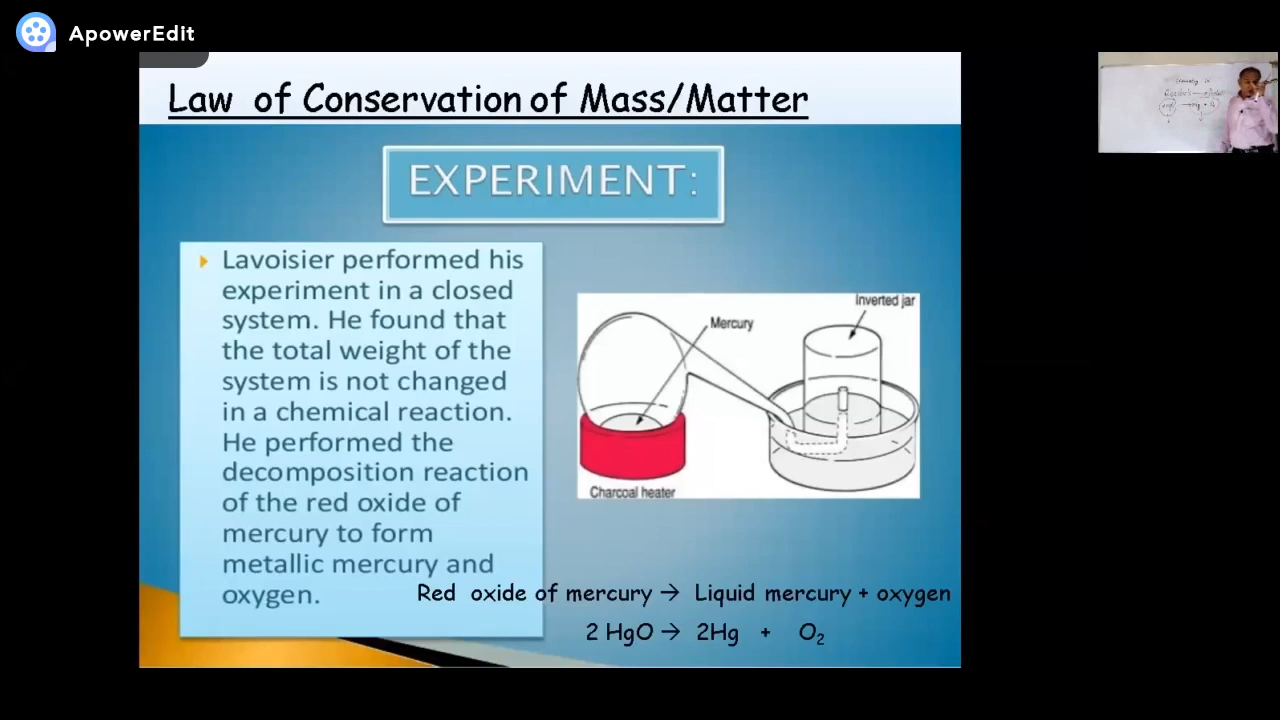 ApowerEdit
Law of Conservation of Mass/Matter
EXPERIMENT:
Lavoisier performed his
experiment in a closed
system. He found that
the total weight of the
system is not changed
in a chemical reaction.
He performed the
decomposition reaction
of the red oxide of
mercury to form
metallic mercury and
oxygen.
Inverted jar
Mercury
Charcoal heater
Red oxide of mercury → Liquid mercury + oxygen
2 HgO → 2Hg + O₂